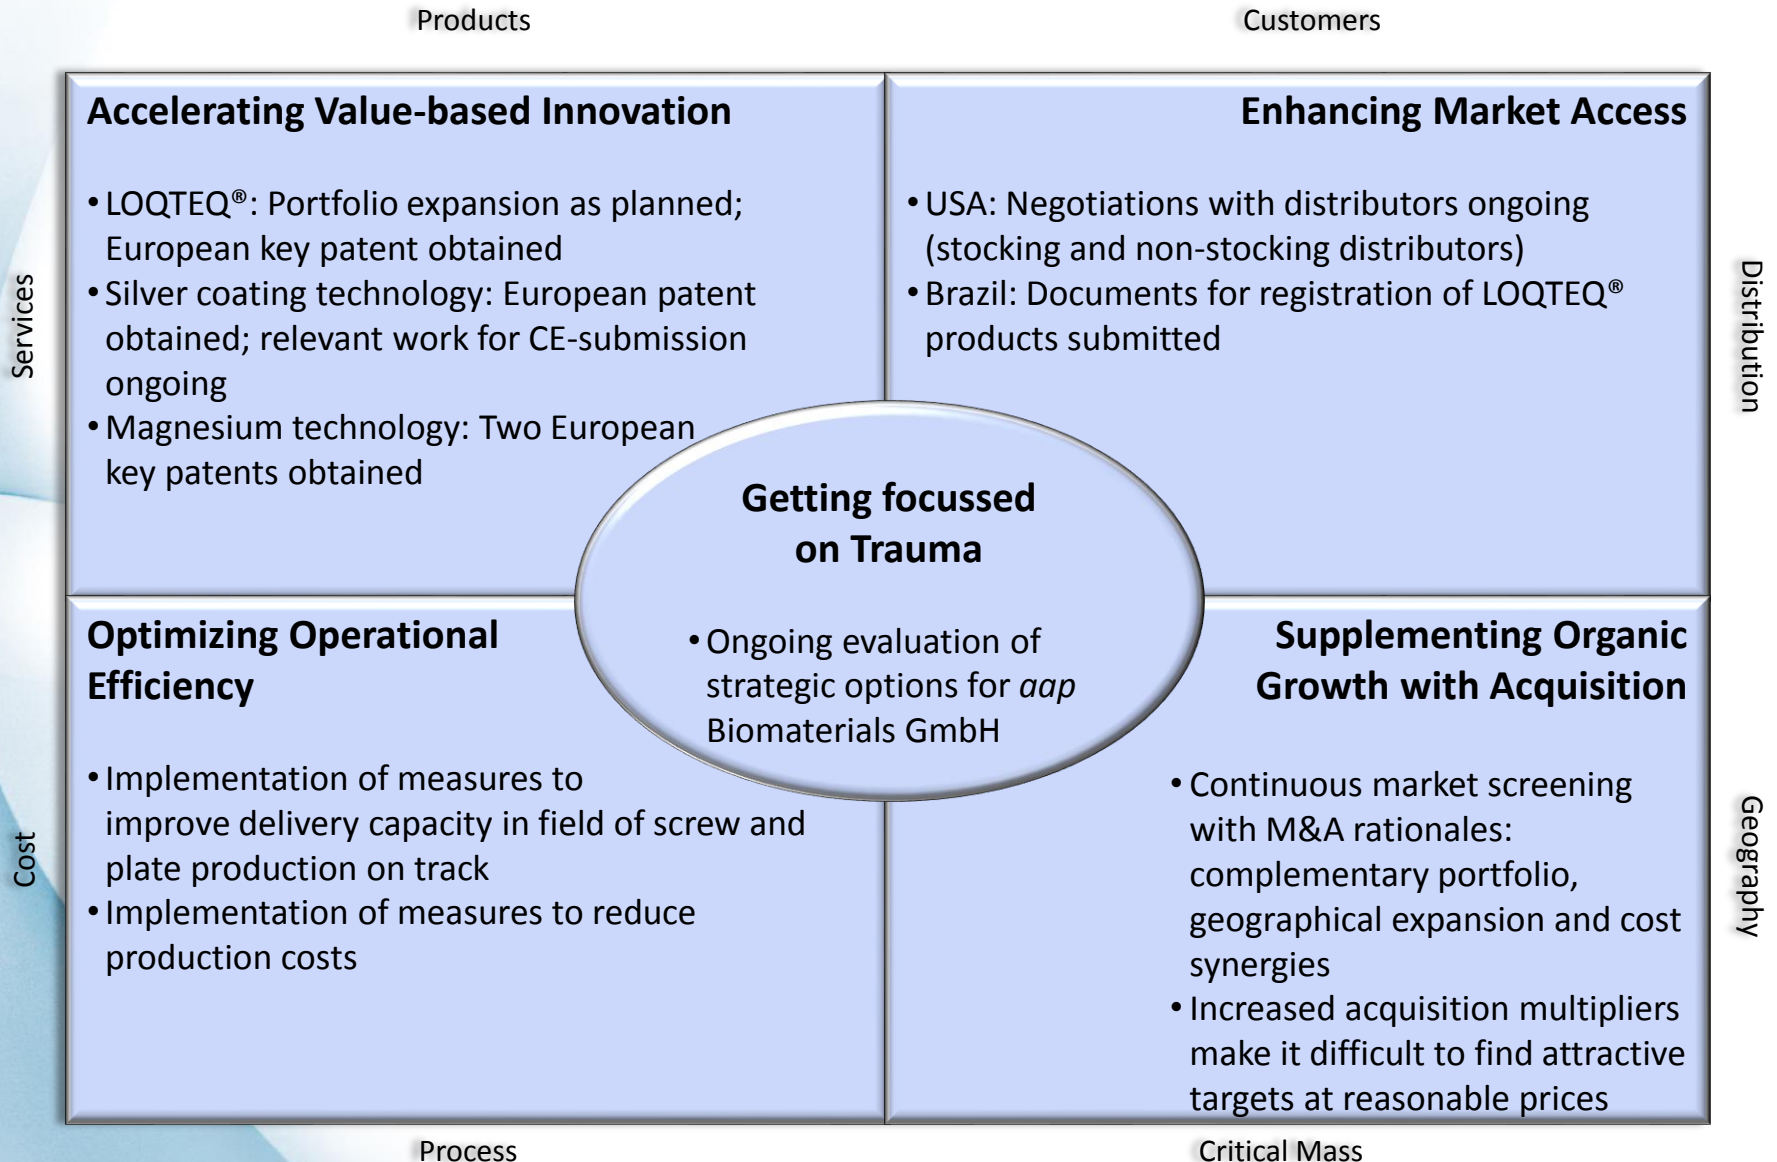 Products
Customers
Services
Accelerating Value-based Innovation
• LOQTEQ®: Portfolio expansion as planned;
European key patent obtained
• Silver coating technology: European patent
obtained; relevant work for CE-submission
ongoing
• Magnesium technology: Two European
key patents obtained
Enhancing Market Access
• USA: Negotiations with distributors ongoing
(stocking and non-stocking distributors)
• Brazil: Documents for registration of LOQTEQ®
products submitted
Distribution
Getting focussed
on Trauma
• Ongoing evaluation of
strategic options for aap
Biomaterials GmbH
Cost
Optimizing Operational
Efficiency
• Implementation of measures to
improve delivery capacity in field of screw and
plate production on track
• Implementation of measures to reduce
production costs
Supplementing Organic
Growth with Acquisition
• Continuous market screening
with M&A rationales:
complementary portfolio,
geographical expansion and cost
synergies
• Increased acquisition multipliers
make it difficult to find attractive
targets at reasonable prices
Geography
Process
Critical Mass